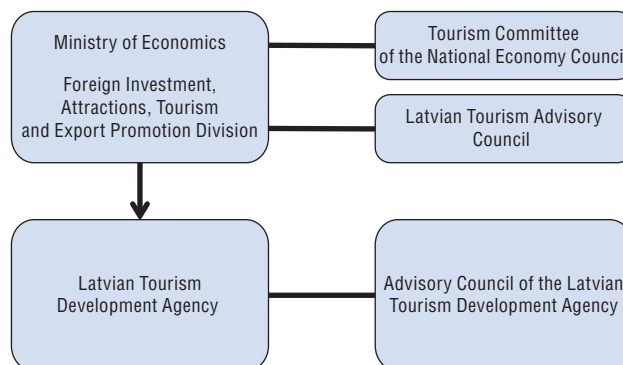 Ministry of Economics
Foreign Investment,
Attractions, Tourism
and Export Promotion Division
Tourism Committee
of the National Economy Council
Latvian Tourism Advisory
Council
Latvian Tourism
Development Agency
Advisory Council of the Latvian
Tourism Development Agency